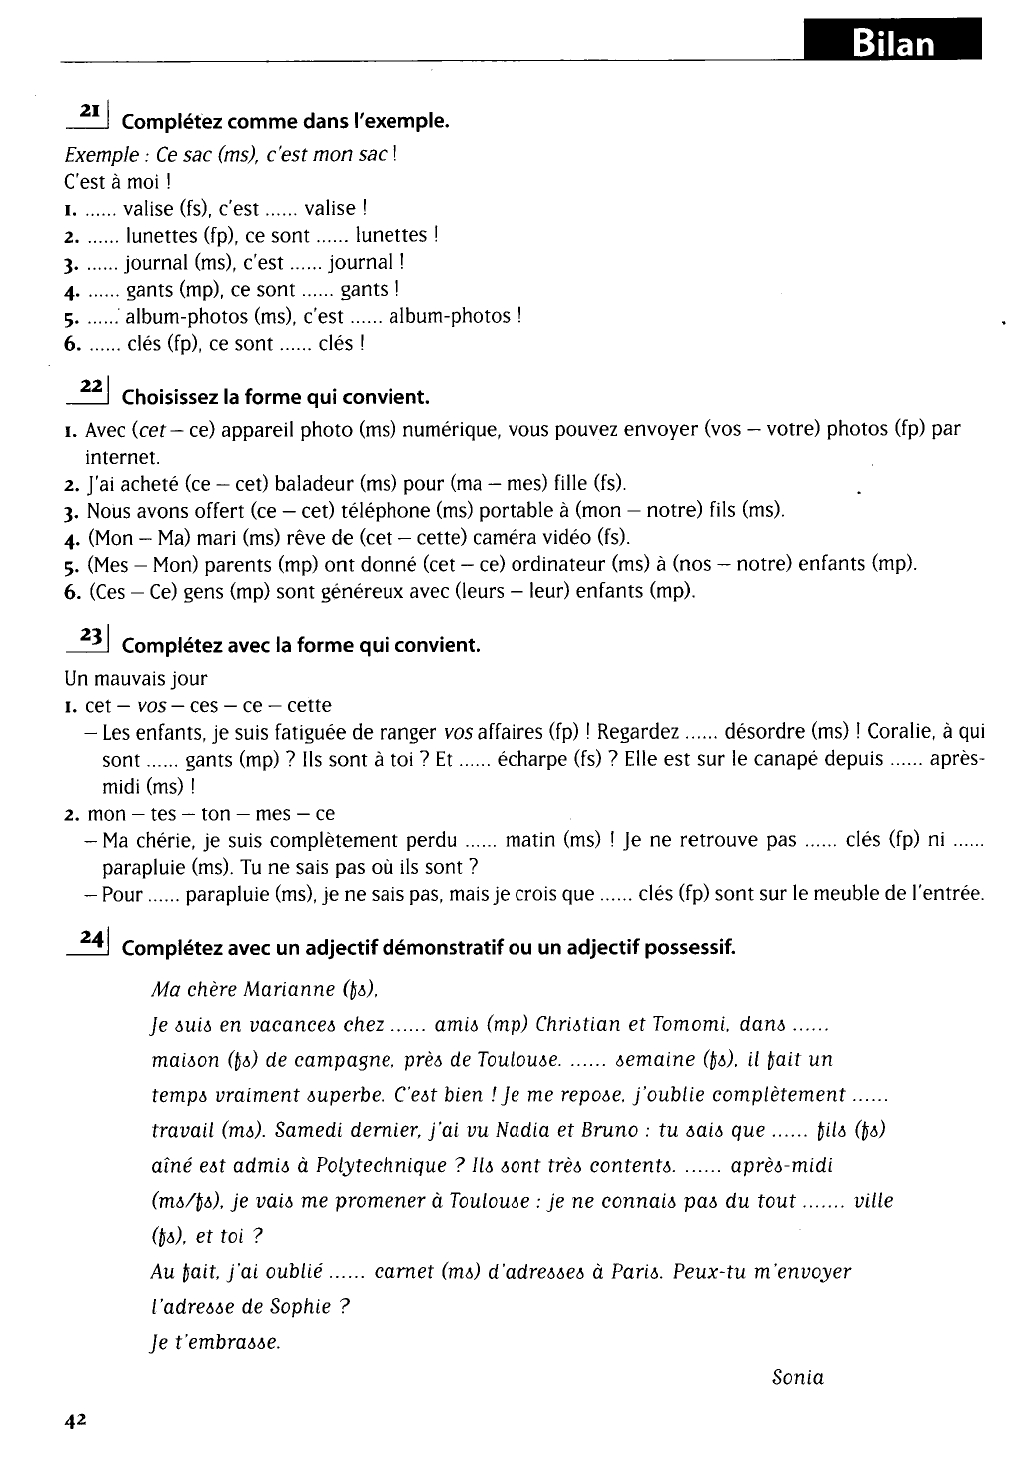 Bilan
21 Complétez comme dans l'exemple.
Exemple : Ce sac (ms), c'est mon sac !
C'est à moi !
1. ...... valise (fs), c'est ...... valise !
2. ...... lunettes (fp), ce sont ...... lunettes !
3. ...... journal (ms), c'est ...... journal !
4. ...... gants (mp), ce sont ...... gants !
5. ...... album-photos (ms), c'est ...... album-photos !
6. ...... clés (fp), ce sont ...... clés !
22 Choisissez la forme qui convient.
1. Avec (cet – ce) appareil photo (ms) numérique, vous pouvez envoyer (vos – votre) photos (fp) par
internet.
2. J'ai acheté (ce – cet) baladeur (ms) pour (ma – mes) fille (fs).
3. Nous avons offert (ce – cet) téléphone (ms) portable à (mon – notre) fils (ms).
4. (Mon – Ma) mari (ms) rêve de (cet – cette) caméra vidéo (fs).
5. (Mes – Mon) parents (mp) ont donné (cet – ce) ordinateur (ms) à (nos – notre) enfants (mp).
6. (Ces – Ce) gens (mp) sont généreux avec (leurs – leur) enfants (mp).
23 Complétez avec la forme qui convient.
Un mauvais jour
1. cet – vos – ces – ce – cette
– Les enfants, je suis fatiguée de ranger vos affaires (fp) ! Regardez ...... désordre (ms) ! Coralie, à qui
sont ...... gants (mp) ? Ils sont à toi ? Et ...... écharpe (fs) ? Elle est sur le canapé depuis ...... après-
midi (ms) !
2. mon – tes – ton – mes – ce
– Ma chérie, je suis complètement perdu ...... matin (ms) ! Je ne retrouve pas ...... clés (fp) ni ......
parapluie (ms). Tu ne sais pas où ils sont ?
– Pour ...... parapluie (ms), je ne sais pas, mais je crois que ...... clés (fp) sont sur le meuble de l'entrée.
24 Complétez avec un adjectif démonstratif ou un adjectif possessif.
Ma chère Marianne (fs),
Je suis en vacances chez ...... amis (mp) Christian et Tomomi, dans ......
maison (fs) de campagne, près de Toulouse. ...... semaine (fs), il fait un
temps vraiment superbe. C'est bien ! Je me repose, j'oublie complètement ......
travail (ms). Samedi dernier, j'ai vu Nadia et Bruno : tu sais que ...... fils (fs)
aîné est admis à Polytechnique ? Ils sont très contents. ...... après-midi
(ms/fs), je vais me promener à Toulouse : je ne connais pas du tout ....... ville
(fs), et toi ?
Au fait, j'ai oublié ...... carnet (ms) d'adresses à Paris. Peux-tu m'envoyer
l'adresse de Sophie ?
Je t'embrasse.
Sonia
42